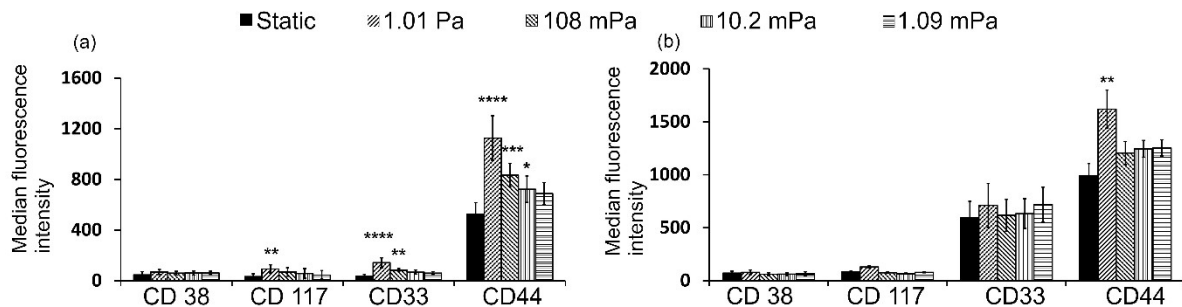 Static 1.01 Pa 108 mPa 10.2 mPa 1.09 mPa
(a)
Median fluorescence
intensity
1600
1200
800
400
0
**
****
**
****
***
*
CD 38 CD 117 CD33 CD44
(b)
Median fluorescence
intensity
2000
1500
1000
500
0
**
CD 38 CD 117 CD33 CD44